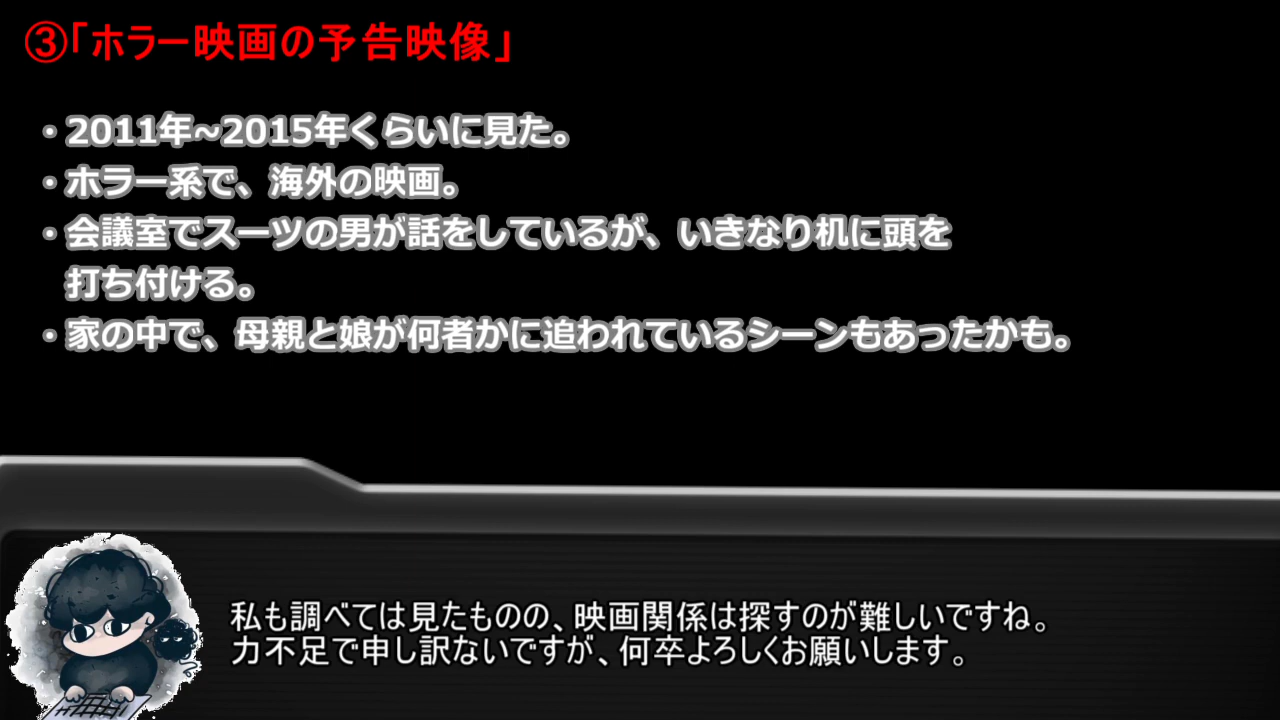 ③「ホラー映画の予告映像」
・2011年~2015年くらいに見た。
・ホラー系で、海外の映画。
・会議室でスーツの男が話をしているが、いきなり机に頭を
打ち付ける。
・家の中で、母親と娘が何者かに追われているシーンもあったかも。
私も調べては見たものの、映画関係は探すのが難しいですね。
力不足で申し訳ないですが、何卒よろしくお願いします。